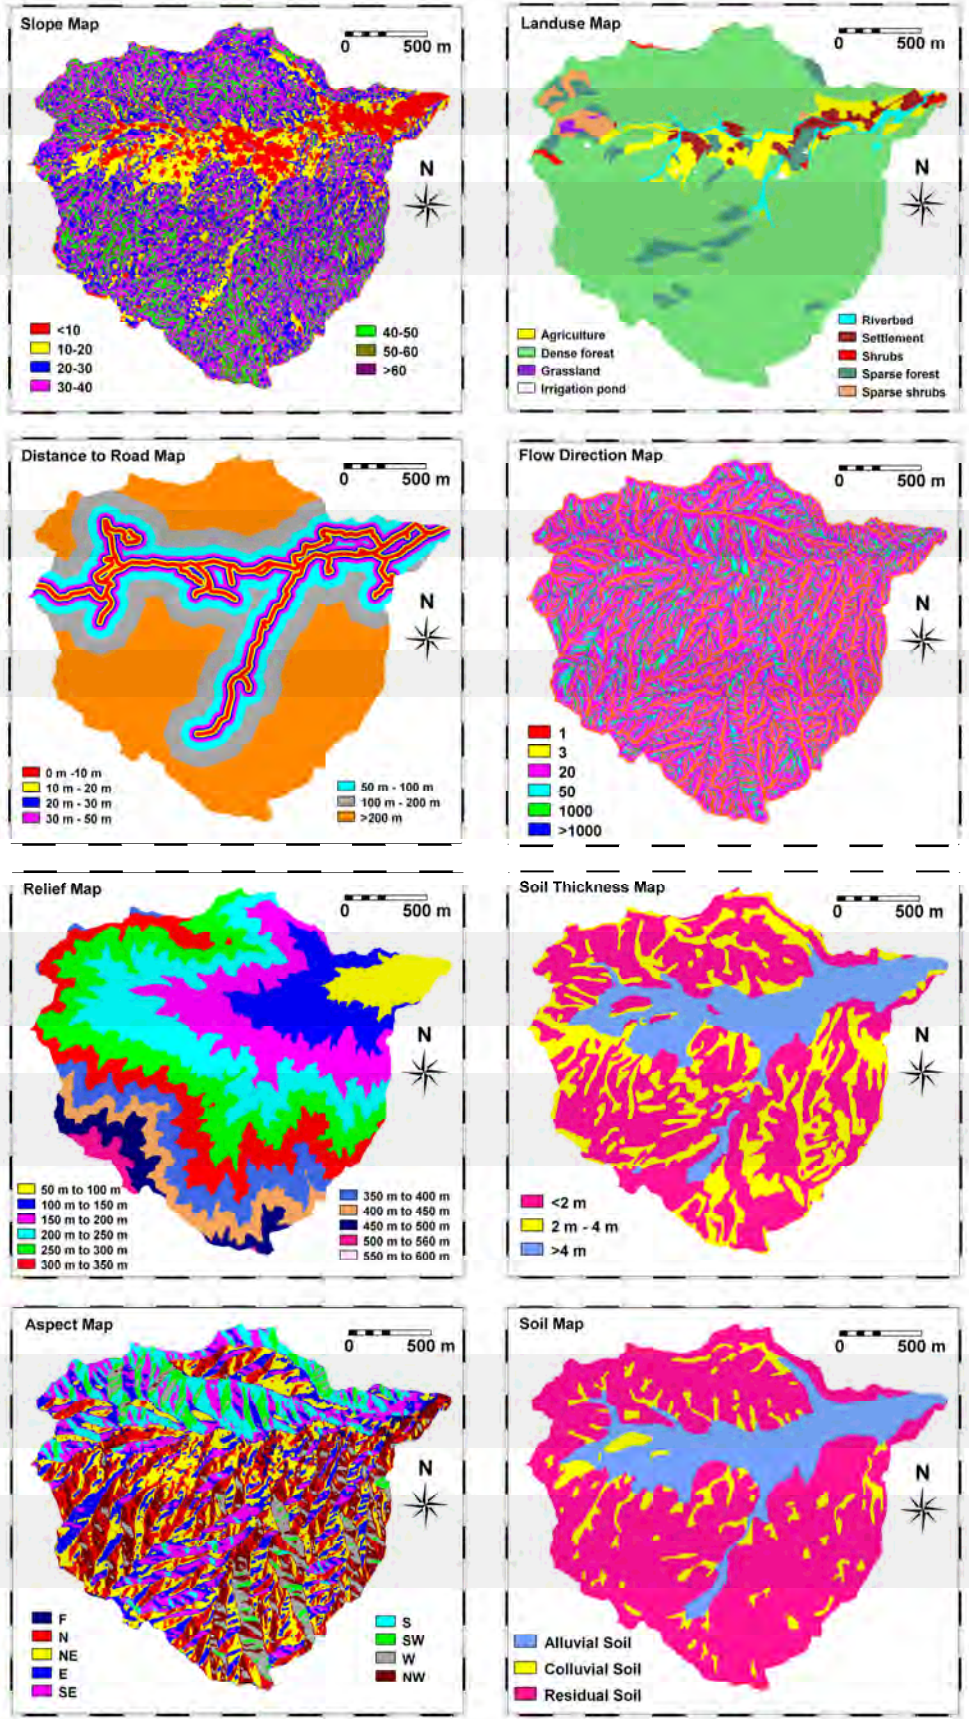 Slope Map
0 500 m
N
<10
10-20
20-30
30-40
40-50
50-60
>60
Landuse Map
0 500 m
N
Agriculture
Dense forest
Grassland
Irrigation pond
Riverbed
Settlement
Shrubs
Sparse forest
Sparse shrubs
Distance to Road Map
0 500 m
N
0 m -10 m
10 m - 20 m
20 m - 30 m
30 m - 50 m
50 m - 100 m
100 m - 200 m
>200 m
Flow Direction Map
0 500 m
N
1
3
20
50
1000
>1000
Relief Map
0 500 m
N
50 m to 100 m
100 m to 150 m
150 m to 200 m
200 m to 250 m
250 m to 300 m
300 m to 350 m
350 m to 400 m
400 m to 450 m
450 m to 500 m
500 m to 560 m
550 m to 600 m
Soil Thickness Map
0 500 m
N
<2 m
2 m - 4 m
>4 m
Aspect Map
0 500 m
N
F
N
NE
E
SE
S
SW
W
NW
Soil Map
0 500 m
N
Alluvial Soil
Colluvial Soil
Residual Soil